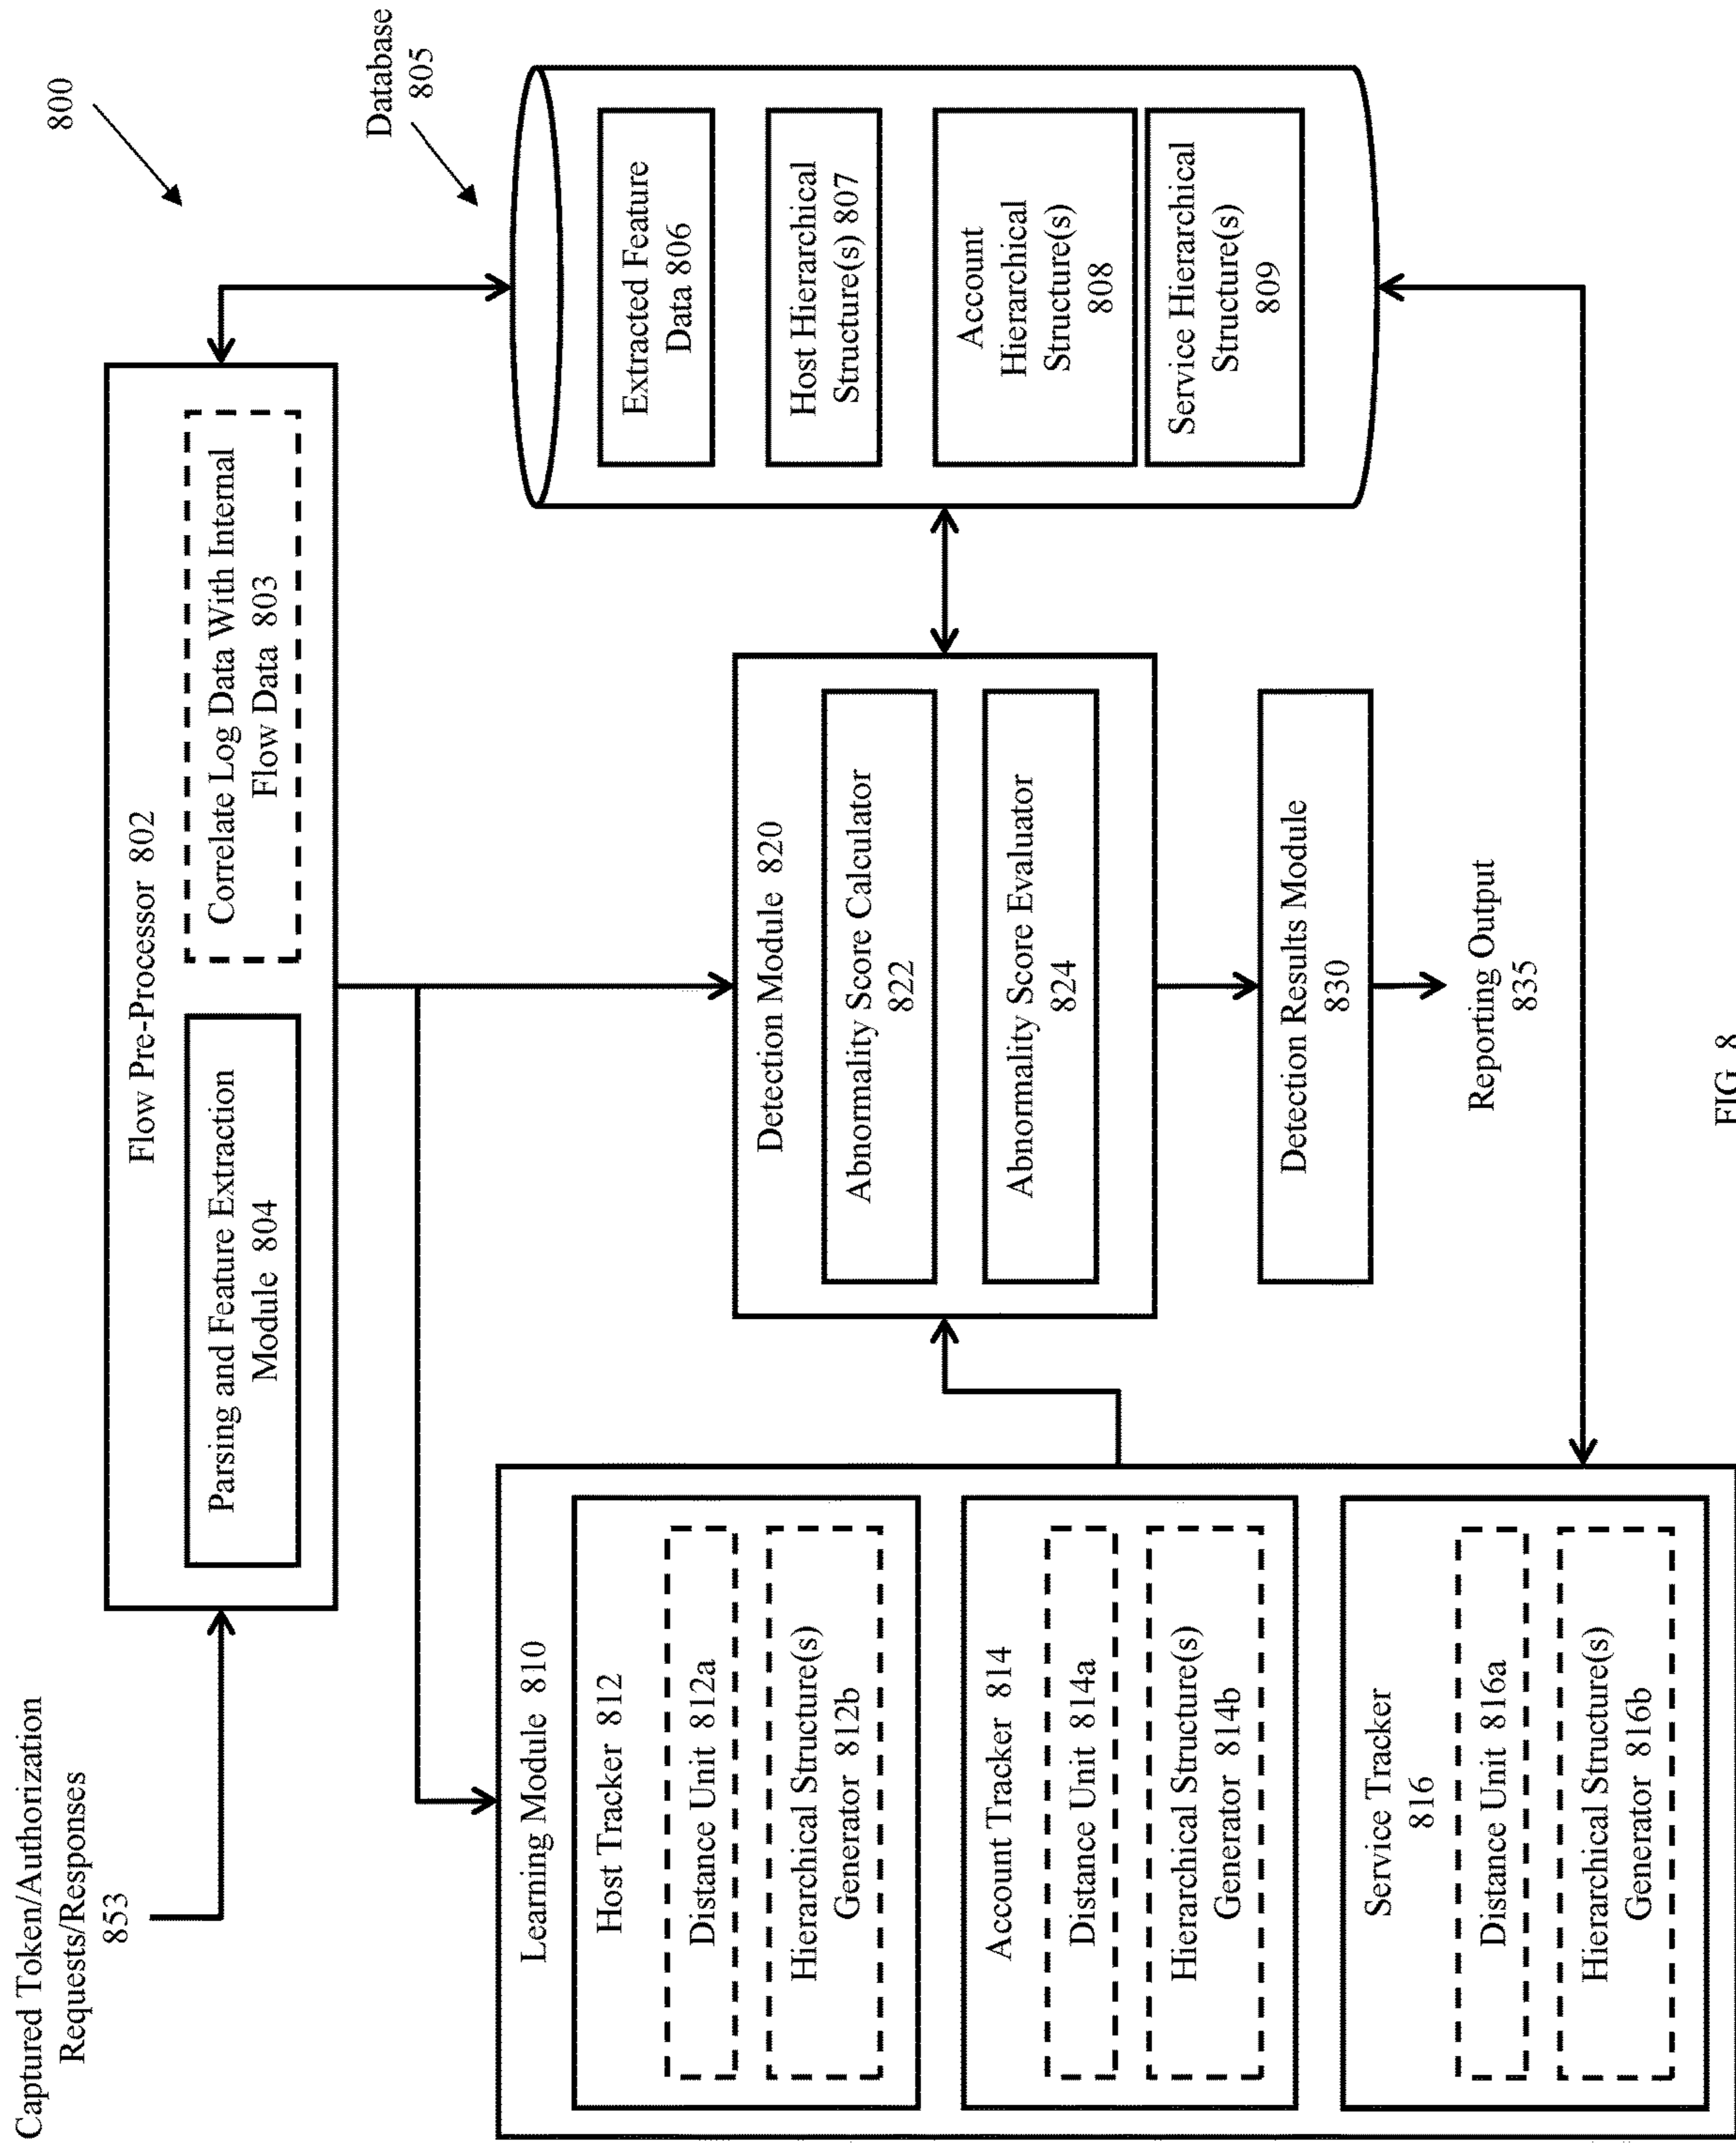 800
Captured Token/Authorization
Requests/Responses
853
Flow Pre-Processor 802
Parsing and Feature Extraction
Module 804
Correlate Log Data With Internal
Flow Data 803
Database
805
Extracted Feature
Data 806
Host Hierarchical
Structure(s) 807
Account
Hierarchical
Structure(s)
808
Service Hierarchical
Structure(s)
809
Learning Module 810
Host Tracker 812
Distance Unit 812a
Hierarchical Structure(s)
Generator 812b
Account Tracker 814
Distance Unit 814a
Hierarchical Structure(s)
Generator 814b
Service Tracker
816
Distance Unit 816a
Hierarchical Structure(s)
Generator 816b
Detection Module 820
Abnormality Score Calculator
822
Abnormality Score Evaluator
824
Detection Results Module
830
Reporting Output
835
FIG. 8